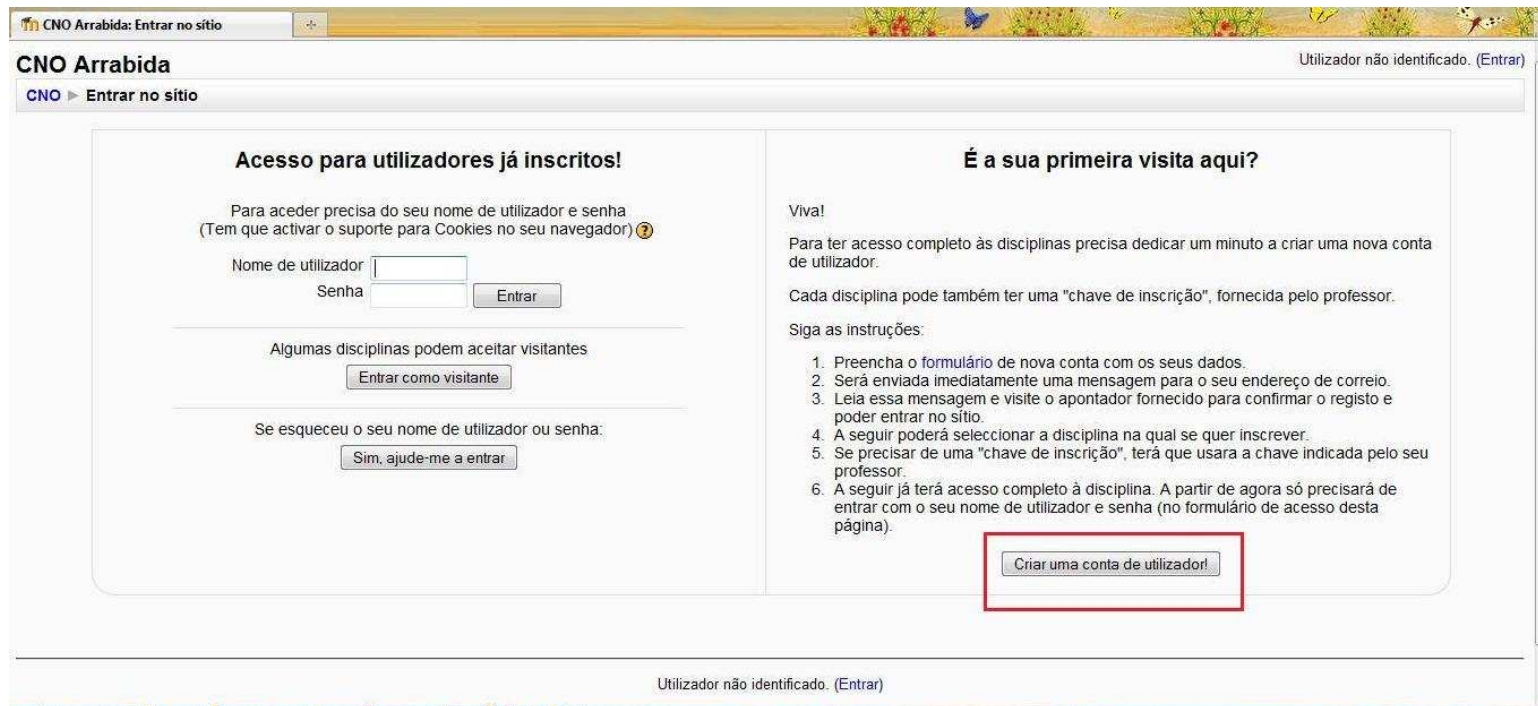 CNO Arrabida: Entrar no sítio
CNO Arrabida
Utilizador não identificado. (Entrar)
CNO ► Entrar no sítio
Acesso para utilizadores já inscritos!
Para aceder precisa do seu nome de utilizador e senha
(Tem que activar o suporte para Cookies no seu navegador) ?
Nome de utilizador
Senha
Entrar
Algumas disciplinas podem aceitar visitantes
Entrar como visitante
Se esqueceu o seu nome de utilizador ou senha:
Sim, ajude-me a entrar
É a sua primeira visita aqui?
Viva!
Para ter acesso completo às disciplinas precisa dedicar um minuto a criar uma nova conta
de utilizador.
Cada disciplina pode também ter uma "chave de inscrição", fornecida pelo professor.
Siga as instruções:
1. Preencha o formulário de nova conta com os seus dados.
2. Será enviada imediatamente uma mensagem para o seu endereço de correio.
3. Leia essa mensagem e visite o apontador fornecido para confirmar o registo e
poder entrar no sítio.
4. A seguir poderá seleccionar a disciplina na qual se quer inscrever.
5. Se precisar de uma "chave de inscrição", terá que usara a chave indicada pelo seu
professor.
6. A seguir já terá acesso completo à disciplina. A partir de agora só precisará de
entrar com o seu nome de utilizador e senha (no formulário de acesso desta
página).
Criar uma conta de utilizador!
Utilizador não identificado. (Entrar)